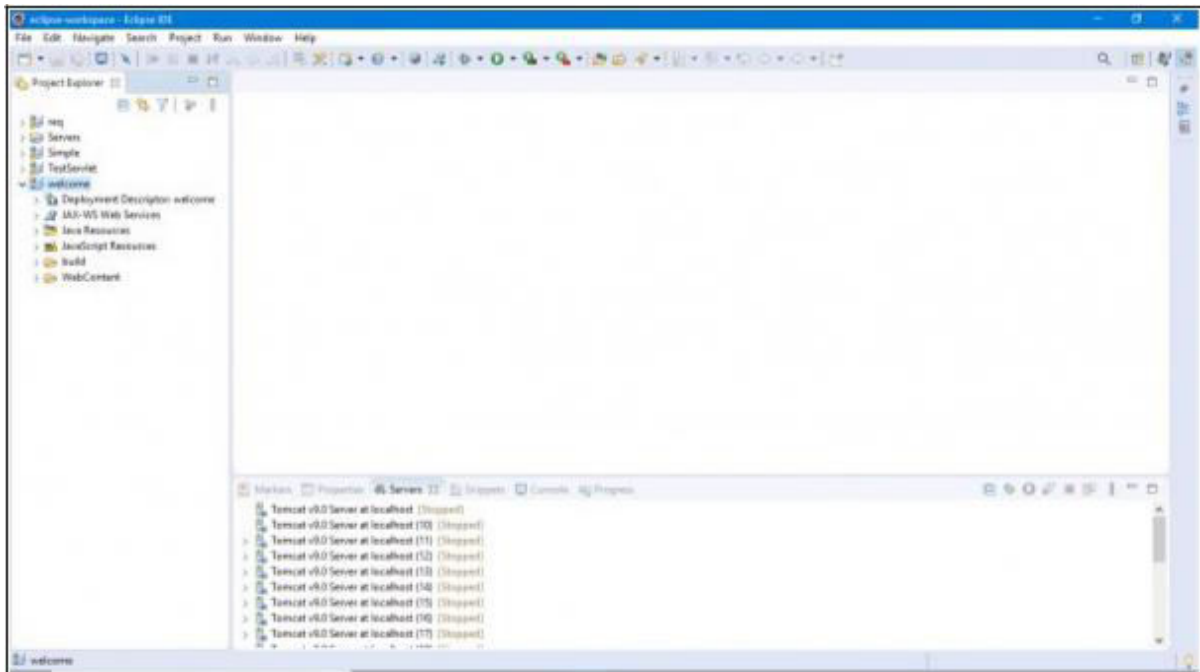 eclipse-workspace - Eclipse IDE
File Edit Navigate Search Project Run Window Help
Project Explorer
req
Servers
Simple
TestServlet
welcome
Deployment Descriptor: welcome
JAX-WS Web Services
Java Resources
JavaScript Resources
build
WebContent
Markers Properties Servers Snippets Console Progress
Tomcat v9.0 Server at localhost [Stopped]
Tomcat v9.0 Server at localhost (10) [Stopped]
Tomcat v9.0 Server at localhost (11) [Stopped]
Tomcat v9.0 Server at localhost (12) [Stopped]
Tomcat v9.0 Server at localhost (13) [Stopped]
Tomcat v9.0 Server at localhost (14) [Stopped]
Tomcat v9.0 Server at localhost (15) [Stopped]
Tomcat v9.0 Server at localhost (16) [Stopped]
Tomcat v9.0 Server at localhost (17) [Stopped]
welcome